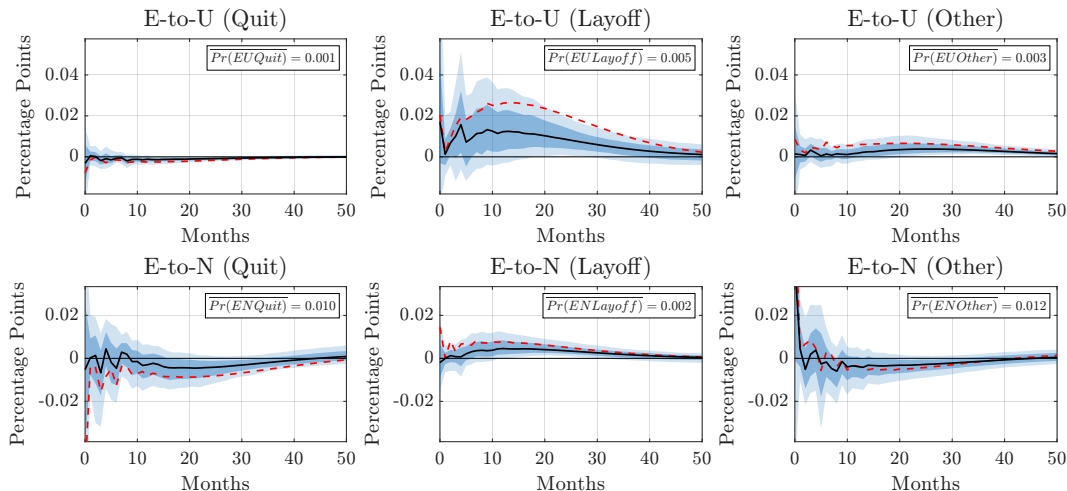 E-to-U (Quit)
E-to-U (Layoff)
E-to-U (Other)
Percentage Points
0.04
0.02
0
Pr(EUQuit) = 0.001
0 10 20 30 40 50
Months
Percentage Points
0.04
0.02
0
Pr(EULayoff) = 0.005
0 10 20 30 40 50
Months
Percentage Points
0.04
0.02
0
Pr(EUOther) = 0.003
0 10 20 30 40 50
Months
E-to-N (Quit)
E-to-N (Layoff)
E-to-N (Other)
Percentage Points
0.02
0
-0.02
Pr(ENQuit) = 0.010
0 10 20 30 40 50
Months
Percentage Points
0.02
0
-0.02
Pr(ENLayoff) = 0.002
0 10 20 30 40 50
Months
Percentage Points
0.02
0
-0.02
Pr(ENOther) = 0.012
0 10 20 30 40 50
Months